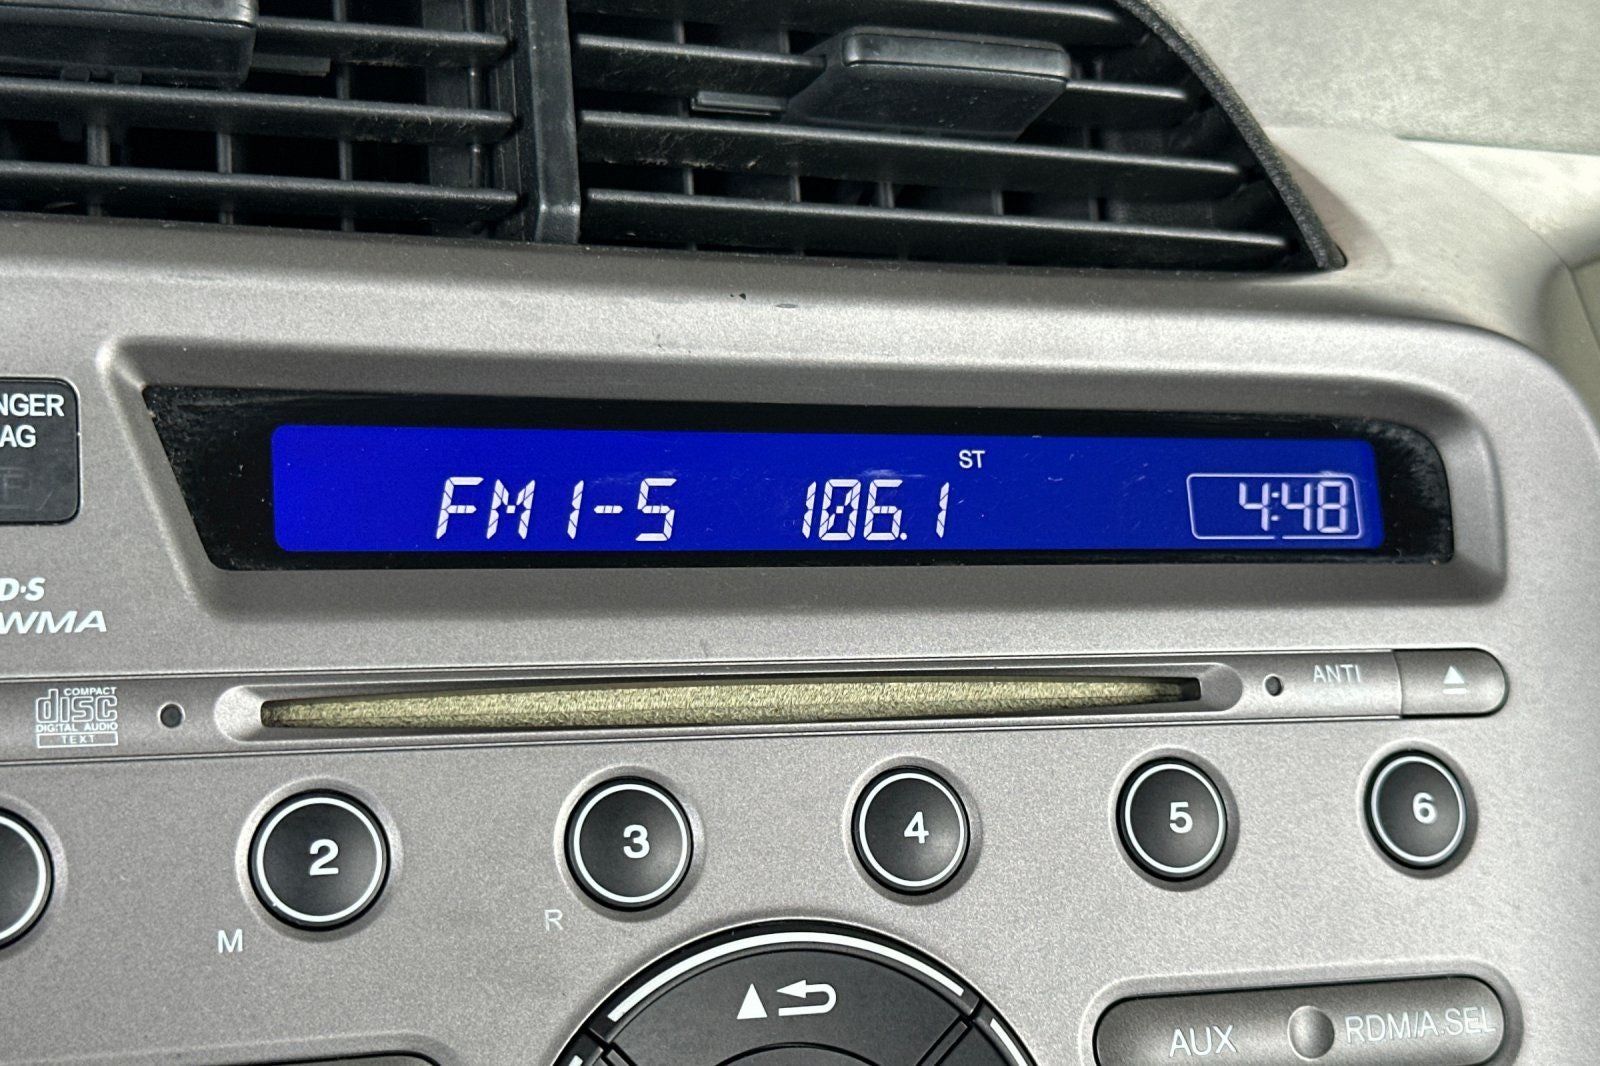 NGER
AG
ST
FM1-5 106.1 4:48
D·S
WMA
COMPACT
disc
DIGITAL AUDIO
TEXT
ANTI
2 3 4 5 6
M R
AUX RDM/A.SEL